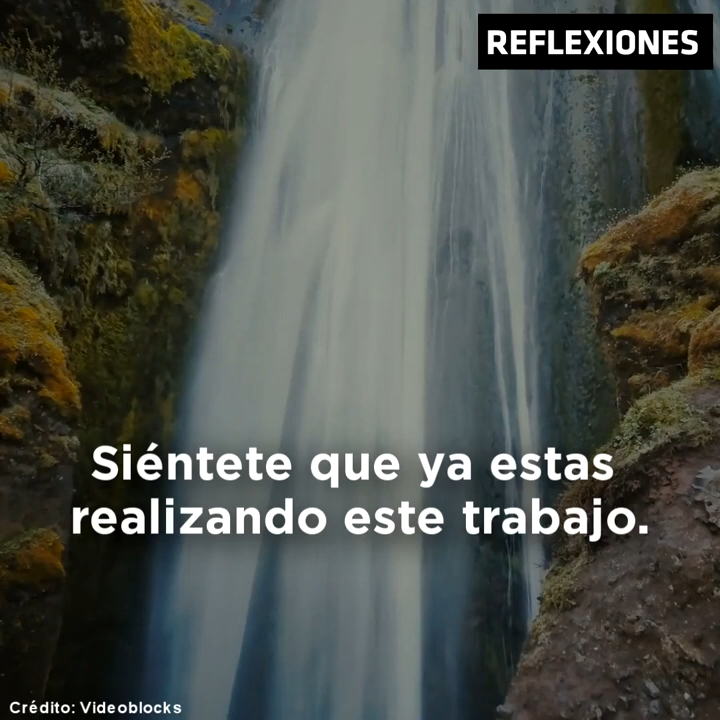 REFLEXIONES
Siéntete que ya estas
realizando este trabajo.
Crédito: Videoblocks